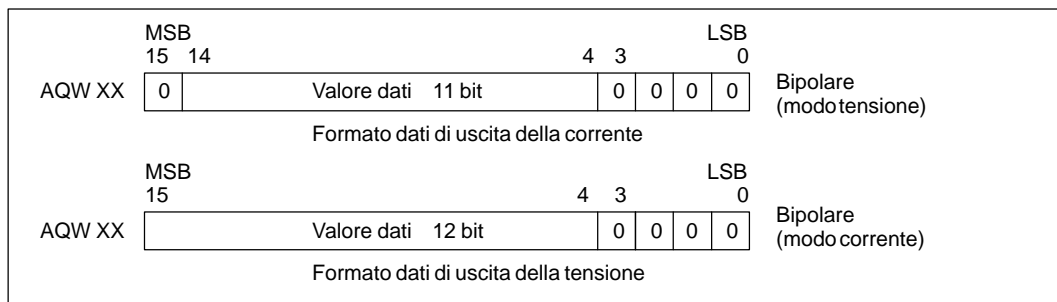 MSB LSB
15 14 4 3 0
AQW XX 0 Valore dati 11 bit 0 0 0 0 Bipolare
(modo tensione)
Formato dati di uscita della corrente
MSB LSB
15 4 3 0
AQW XX Valore dati 12 bit 0 0 0 0 Bipolare
(modo corrente)
Formato dati di uscita della tensione